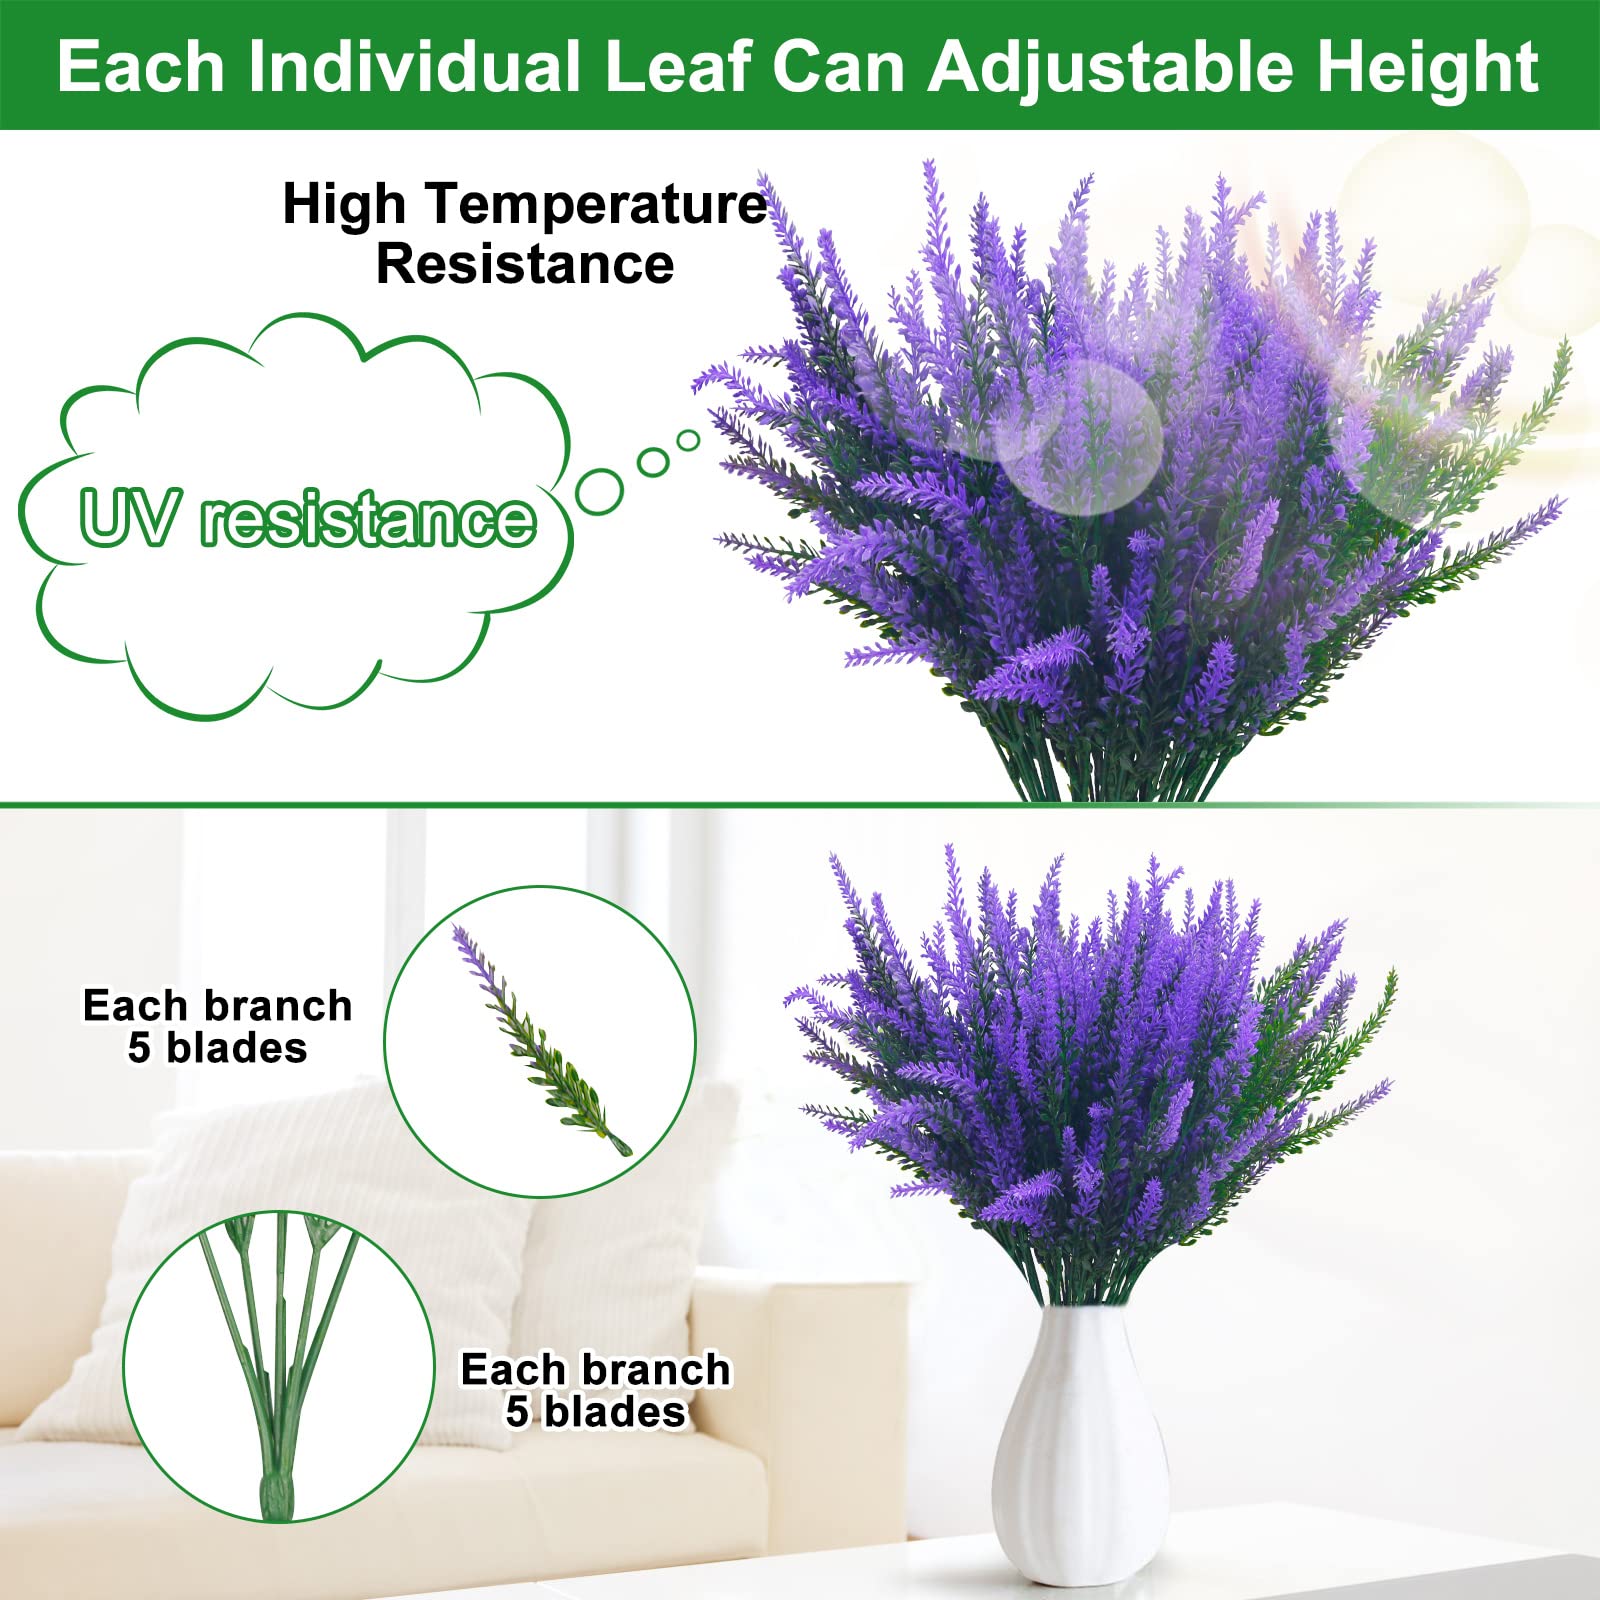 Each Individual Leaf Can Adjustable Height
High Temperature
Resistance
UV resistance
Each branch
5 blades
Each branch
5 blades